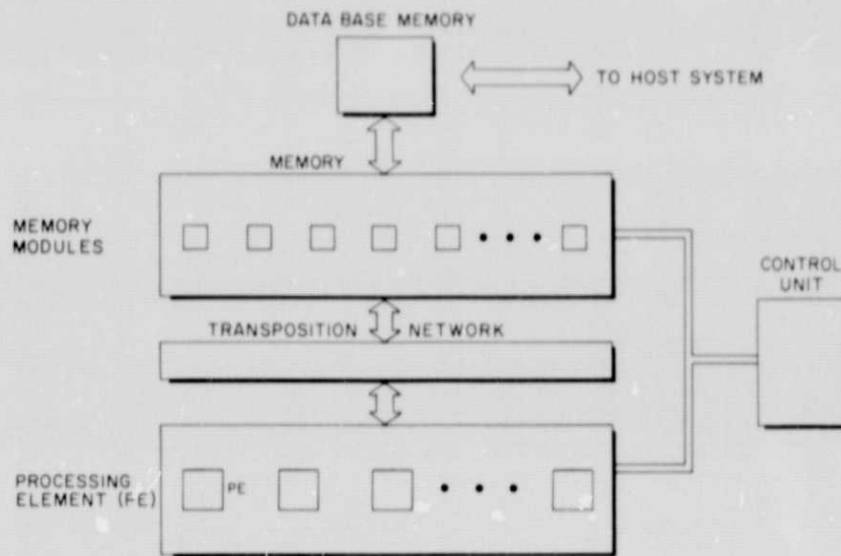 DATA BASE MEMORY
TO HOST SYSTEM
MEMORY
MEMORY
MODULES
CONTROL
UNIT
TRANSPOSITION NETWORK
PROCESSING
ELEMENT (PE)
PE